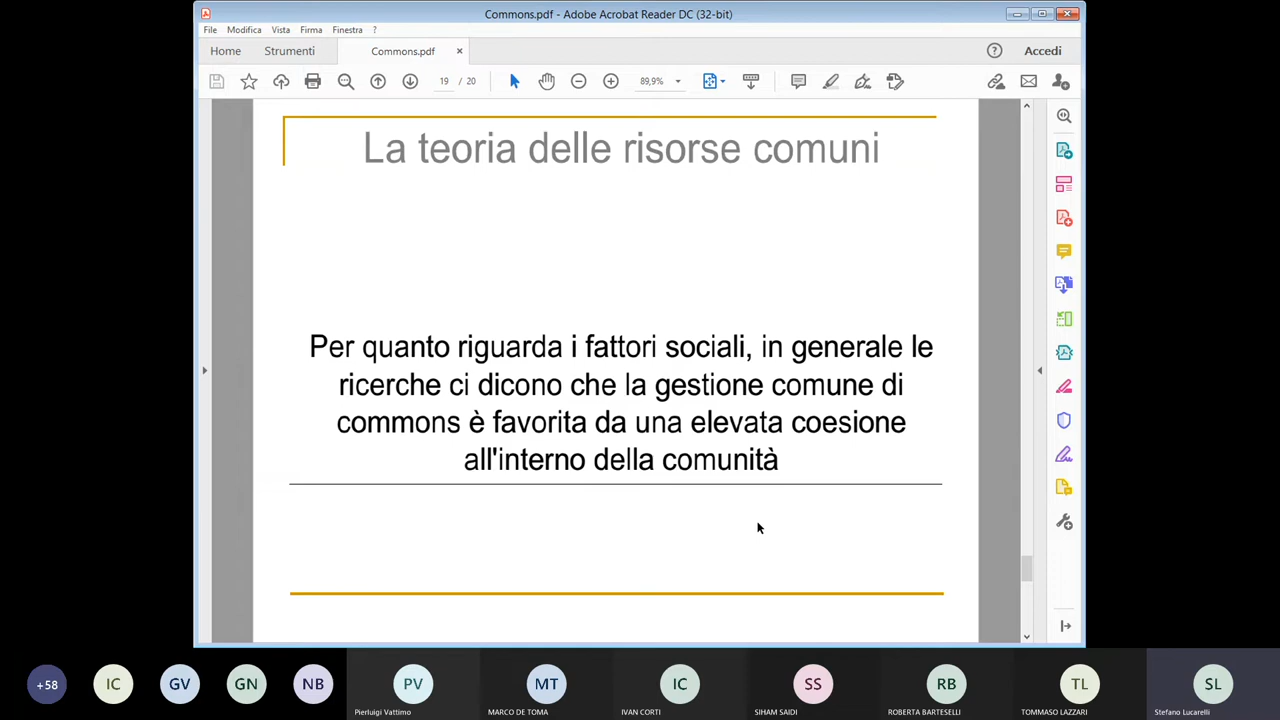 Commons.pdf - Adobe Acrobat Reader DC (32-bit)
File Modifica Vista Firma Finestra ?
Home Strumenti Commons.pdf × ? Accedi
19 / 20 89,9%
La teoria delle risorse comuni
Per quanto riguarda i fattori sociali, in generale le
ricerche ci dicono che la gestione comune di
commons è favorita da una elevata coesione
all'interno della comunità
+58 IC GV GN NB PV MT IC SS RB TL SL
Pierluigi Vattimo MARCO DE TOMA IVAN CORTI SIHAM SAIDI ROBERTA BARTESELLI TOMMASO LAZZARI Stefano Lucarelli